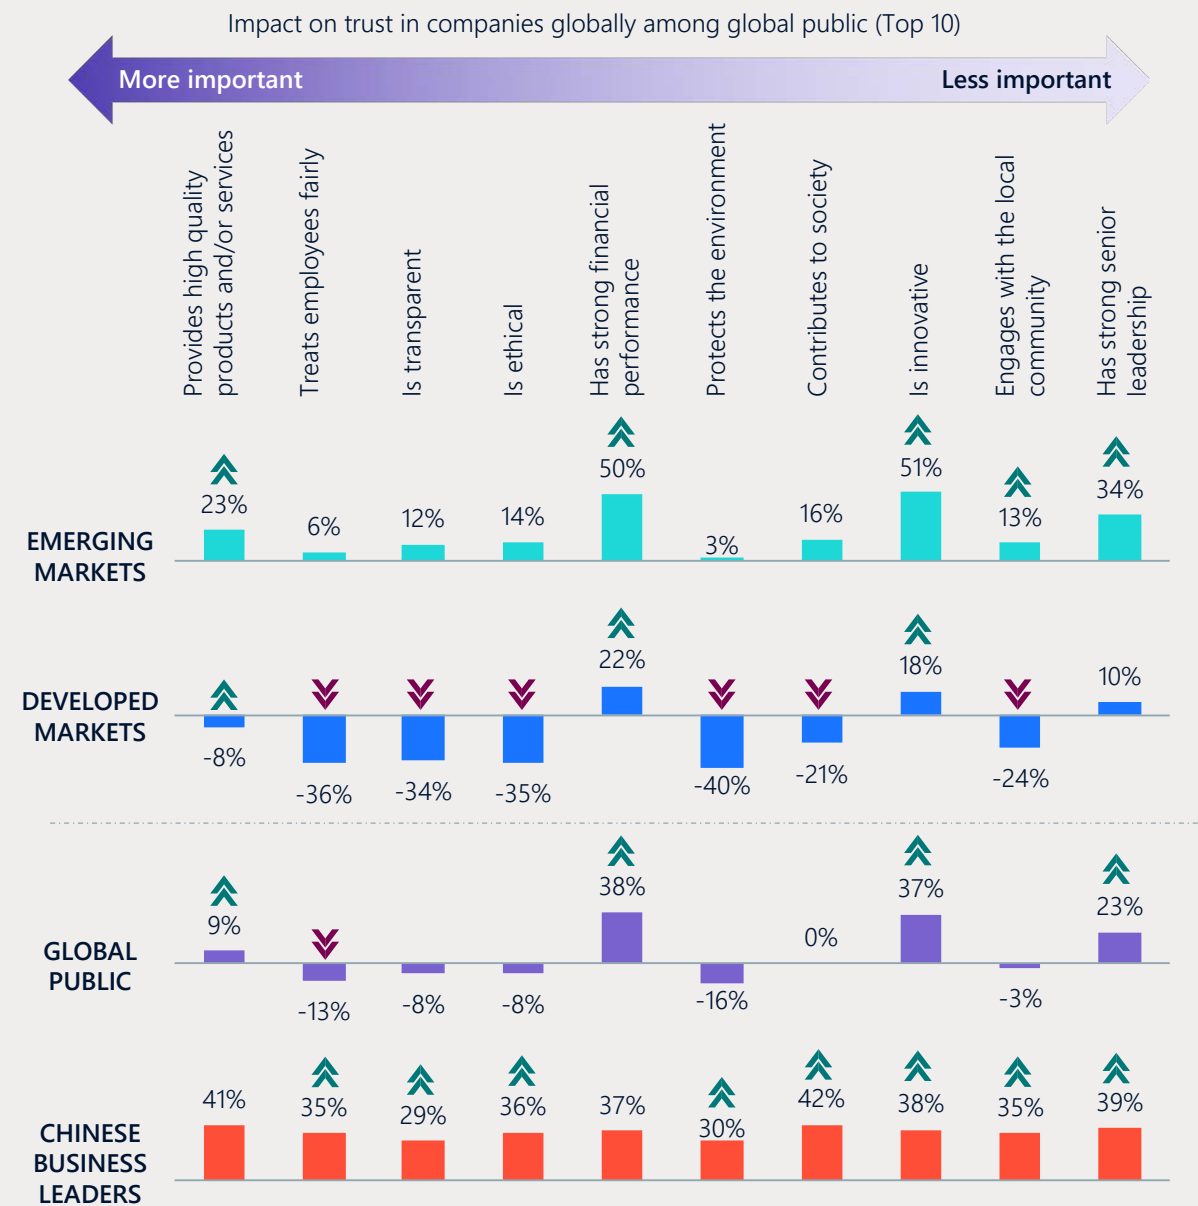 Impact on trust in companies globally among global public (Top 10)
More important
Less important
Provides high quality
products and/or services
Treats employees fairly
Is transparent
Is ethical
Has strong financial
performance
Protects the environment
Contributes to society
Is innovative
Engages with the local
community
Has strong senior
leadership
EMERGING
MARKETS
23%
6%
12%
14%
50%
3%
16%
51%
13%
34%
DEVELOPED
MARKETS
-8%
-36%
-34%
-35%
22%
-40%
-21%
18%
-24%
10%
GLOBAL
PUBLIC
9%
-13%
-8%
-8%
38%
-16%
0%
37%
-3%
23%
CHINESE
BUSINESS
LEADERS
41%
35%
29%
36%
37%
30%
42%
38%
35%
39%